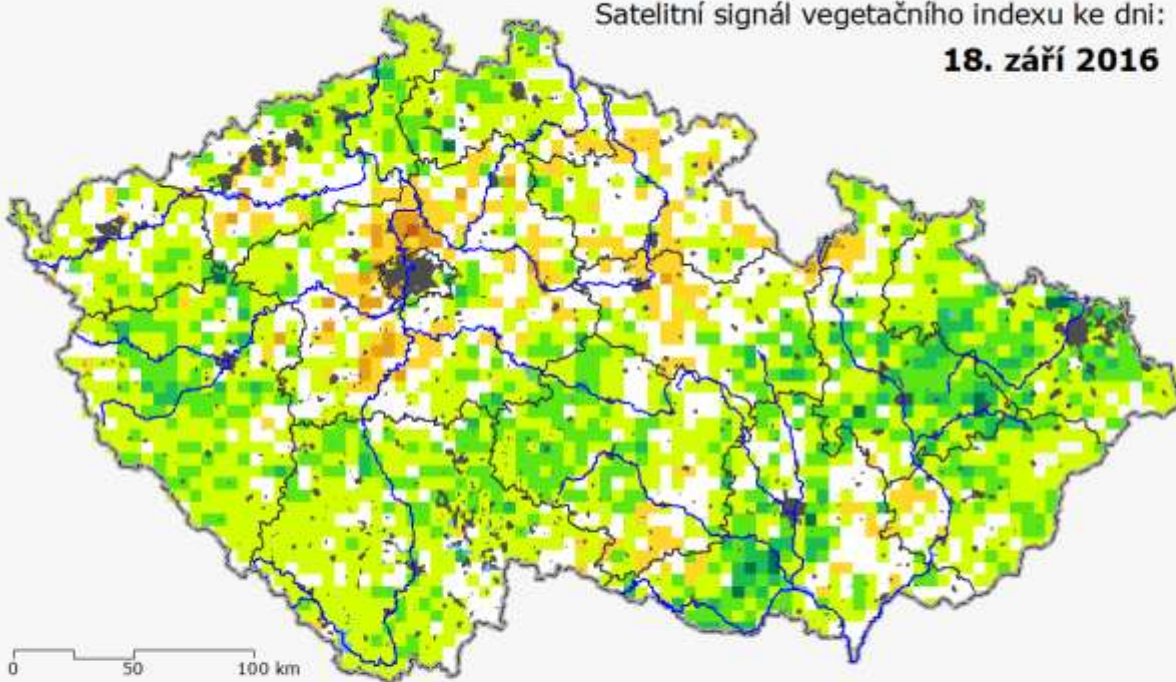 Satelitní signál vegetačního indexu ke dni:
18. září 2016
0 50 100 km